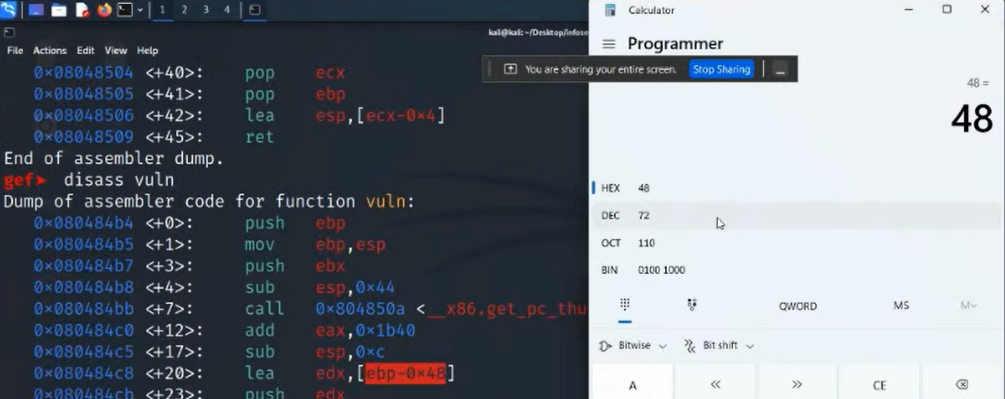 1 2 3 4
kali@kali: ~/Desktop/infose
File Actions Edit View Help
0×08048504 <+40>: pop ecx
0×08048505 <+41>: pop ebp
0×08048506 <+42>: lea esp,[ecx-0×4]
0×08048509 <+45>: ret
End of assembler dump.
gef➤ disass vuln
Dump of assembler code for function vuln:
0×080484b4 <+0>: push ebp
0×080484b5 <+1>: mov ebp,esp
0×080484b7 <+3>: push ebx
0×080484b8 <+4>: sub esp,0×44
0×080484bb <+7>: call 0×804850a <__x86.get_pc_thu
0×080484c0 <+12>: add eax,0×1b40
0×080484c5 <+17>: sub esp,0×c
0×080484c8 <+20>: lea edx,[ebp-0×48]
0×080484cb <+23>: push edx
Calculator
Programmer
You are sharing your entire screen. Stop Sharing
48 =
48
HEX 48
DEC 72
OCT 110
BIN 0100 1000
QWORD MS M
Bitwise Bit shift
A << >> CE